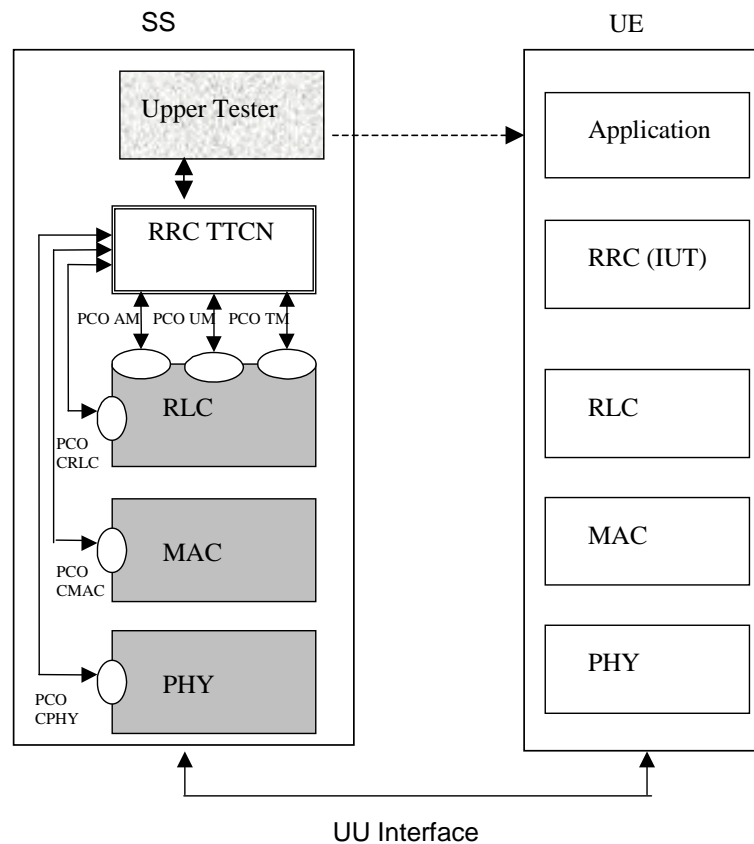 SS
UE
Upper Tester
Application
RRC TTCN
RRC (IUT)
PCO AM
PCO UM
PCO TM
RLC
RLC
PCO
CRLC
MAC
MAC
PCO
CMAC
PHY
PHY
PCO
CPHY
UU Interface